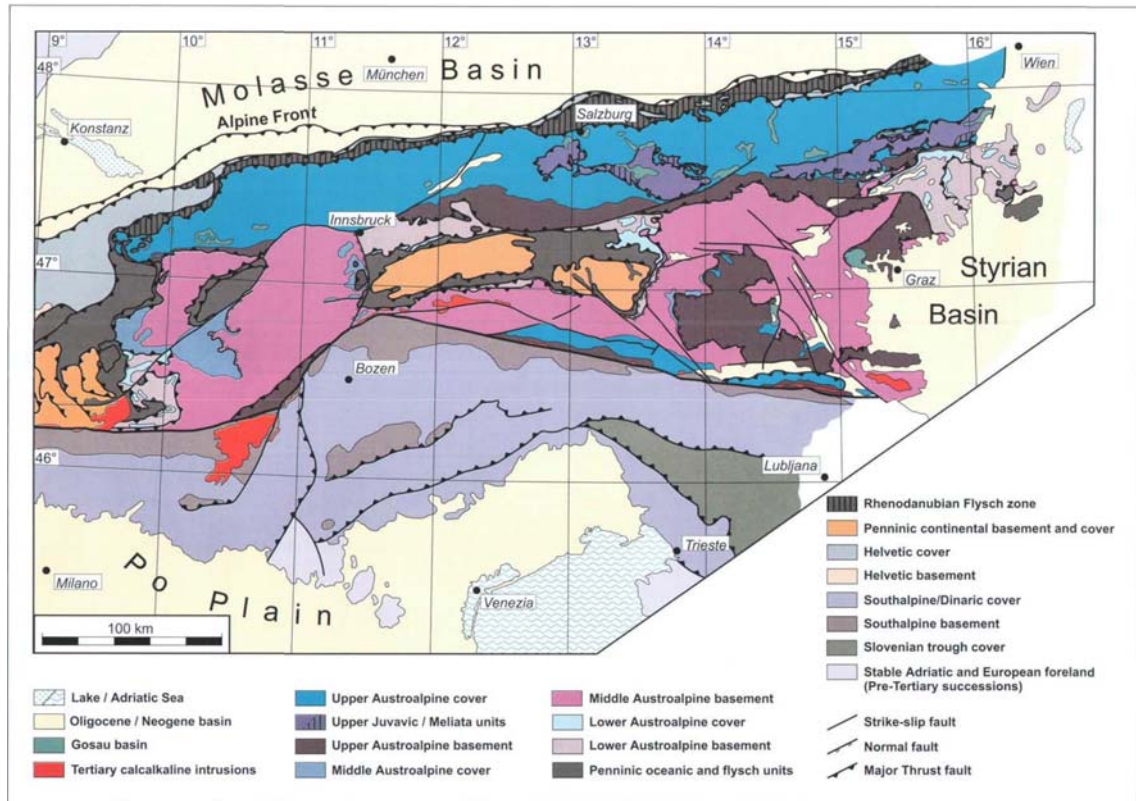 9°
10°
11°
12°
13°
14°
15°
16°
48°
47°
46°
München
Wien
Molasse Basin
Alpine Front
Konstanz
Salzburg
Innsbruck
Graz
Styrian
Basin
Bozen
Lubljana
Trieste
Milano
Po Plain
Venezia
100 km
Rhenodanubian Flysch zone
Penninic continental basement and cover
Helvetic cover
Helvetic basement
Southalpine/Dinaric cover
Southalpine basement
Slovenian trough cover
Stable Adriatic and European foreland
(Pre-Tertiary successions)
Lake / Adriatic Sea
Oligocene / Neogene basin
Gosau basin
Tertiary calcalkaline intrusions
Upper Austroalpine cover
Upper Juvavic / Meliata units
Upper Austroalpine basement
Middle Austroalpine cover
Middle Austroalpine basement
Lower Austroalpine cover
Lower Austroalpine basement
Penninic oceanic and flysch units
Strike-slip fault
Normal fault
Major Thrust fault